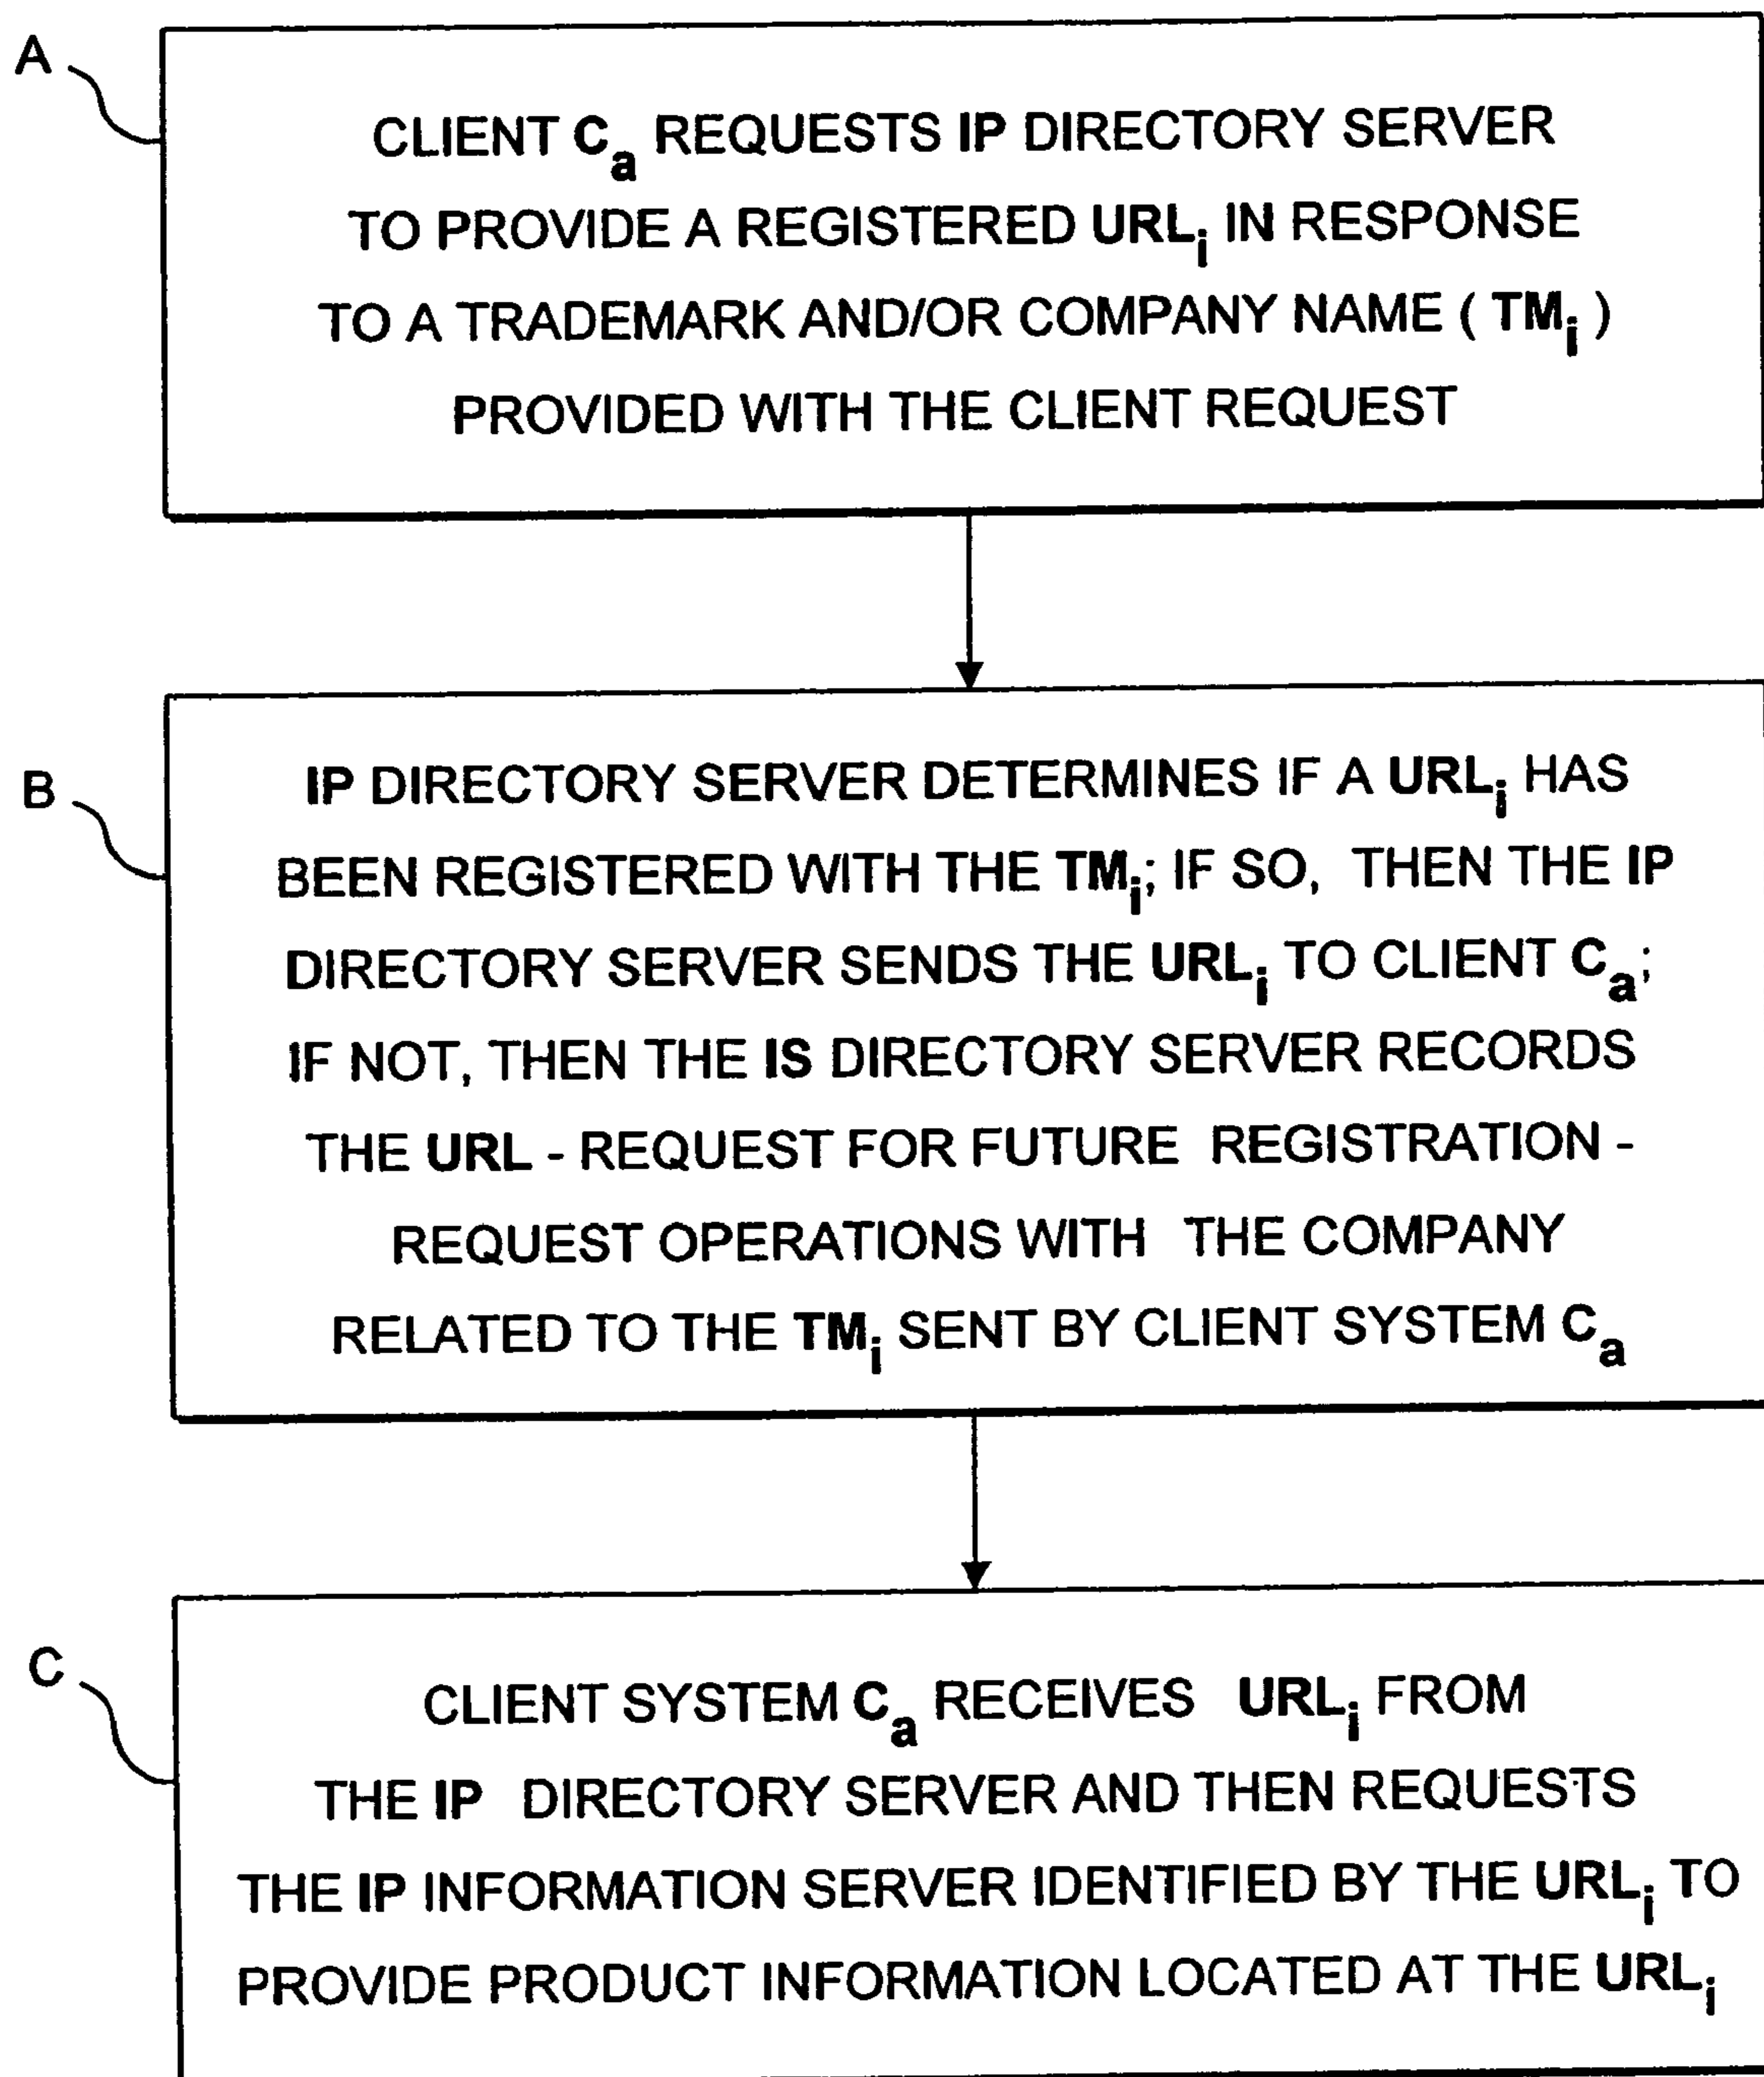 A
CLIENT Ca REQUESTS IP DIRECTORY SERVER
TO PROVIDE A REGISTERED URLi IN RESPONSE
TO A TRADEMARK AND/OR COMPANY NAME ( TMi )
PROVIDED WITH THE CLIENT REQUEST
B
IP DIRECTORY SERVER DETERMINES IF A URLi HAS
BEEN REGISTERED WITH THE TMi; IF SO, THEN THE IP
DIRECTORY SERVER SENDS THE URLi TO CLIENT Ca;
IF NOT, THEN THE IS DIRECTORY SERVER RECORDS
THE URL - REQUEST FOR FUTURE REGISTRATION -
REQUEST OPERATIONS WITH THE COMPANY
RELATED TO THE TMi SENT BY CLIENT SYSTEM Ca
C
CLIENT SYSTEM Ca RECEIVES URLi FROM
THE IP DIRECTORY SERVER AND THEN REQUESTS
THE IP INFORMATION SERVER IDENTIFIED BY THE URLi TO
PROVIDE PRODUCT INFORMATION LOCATED AT THE URLi